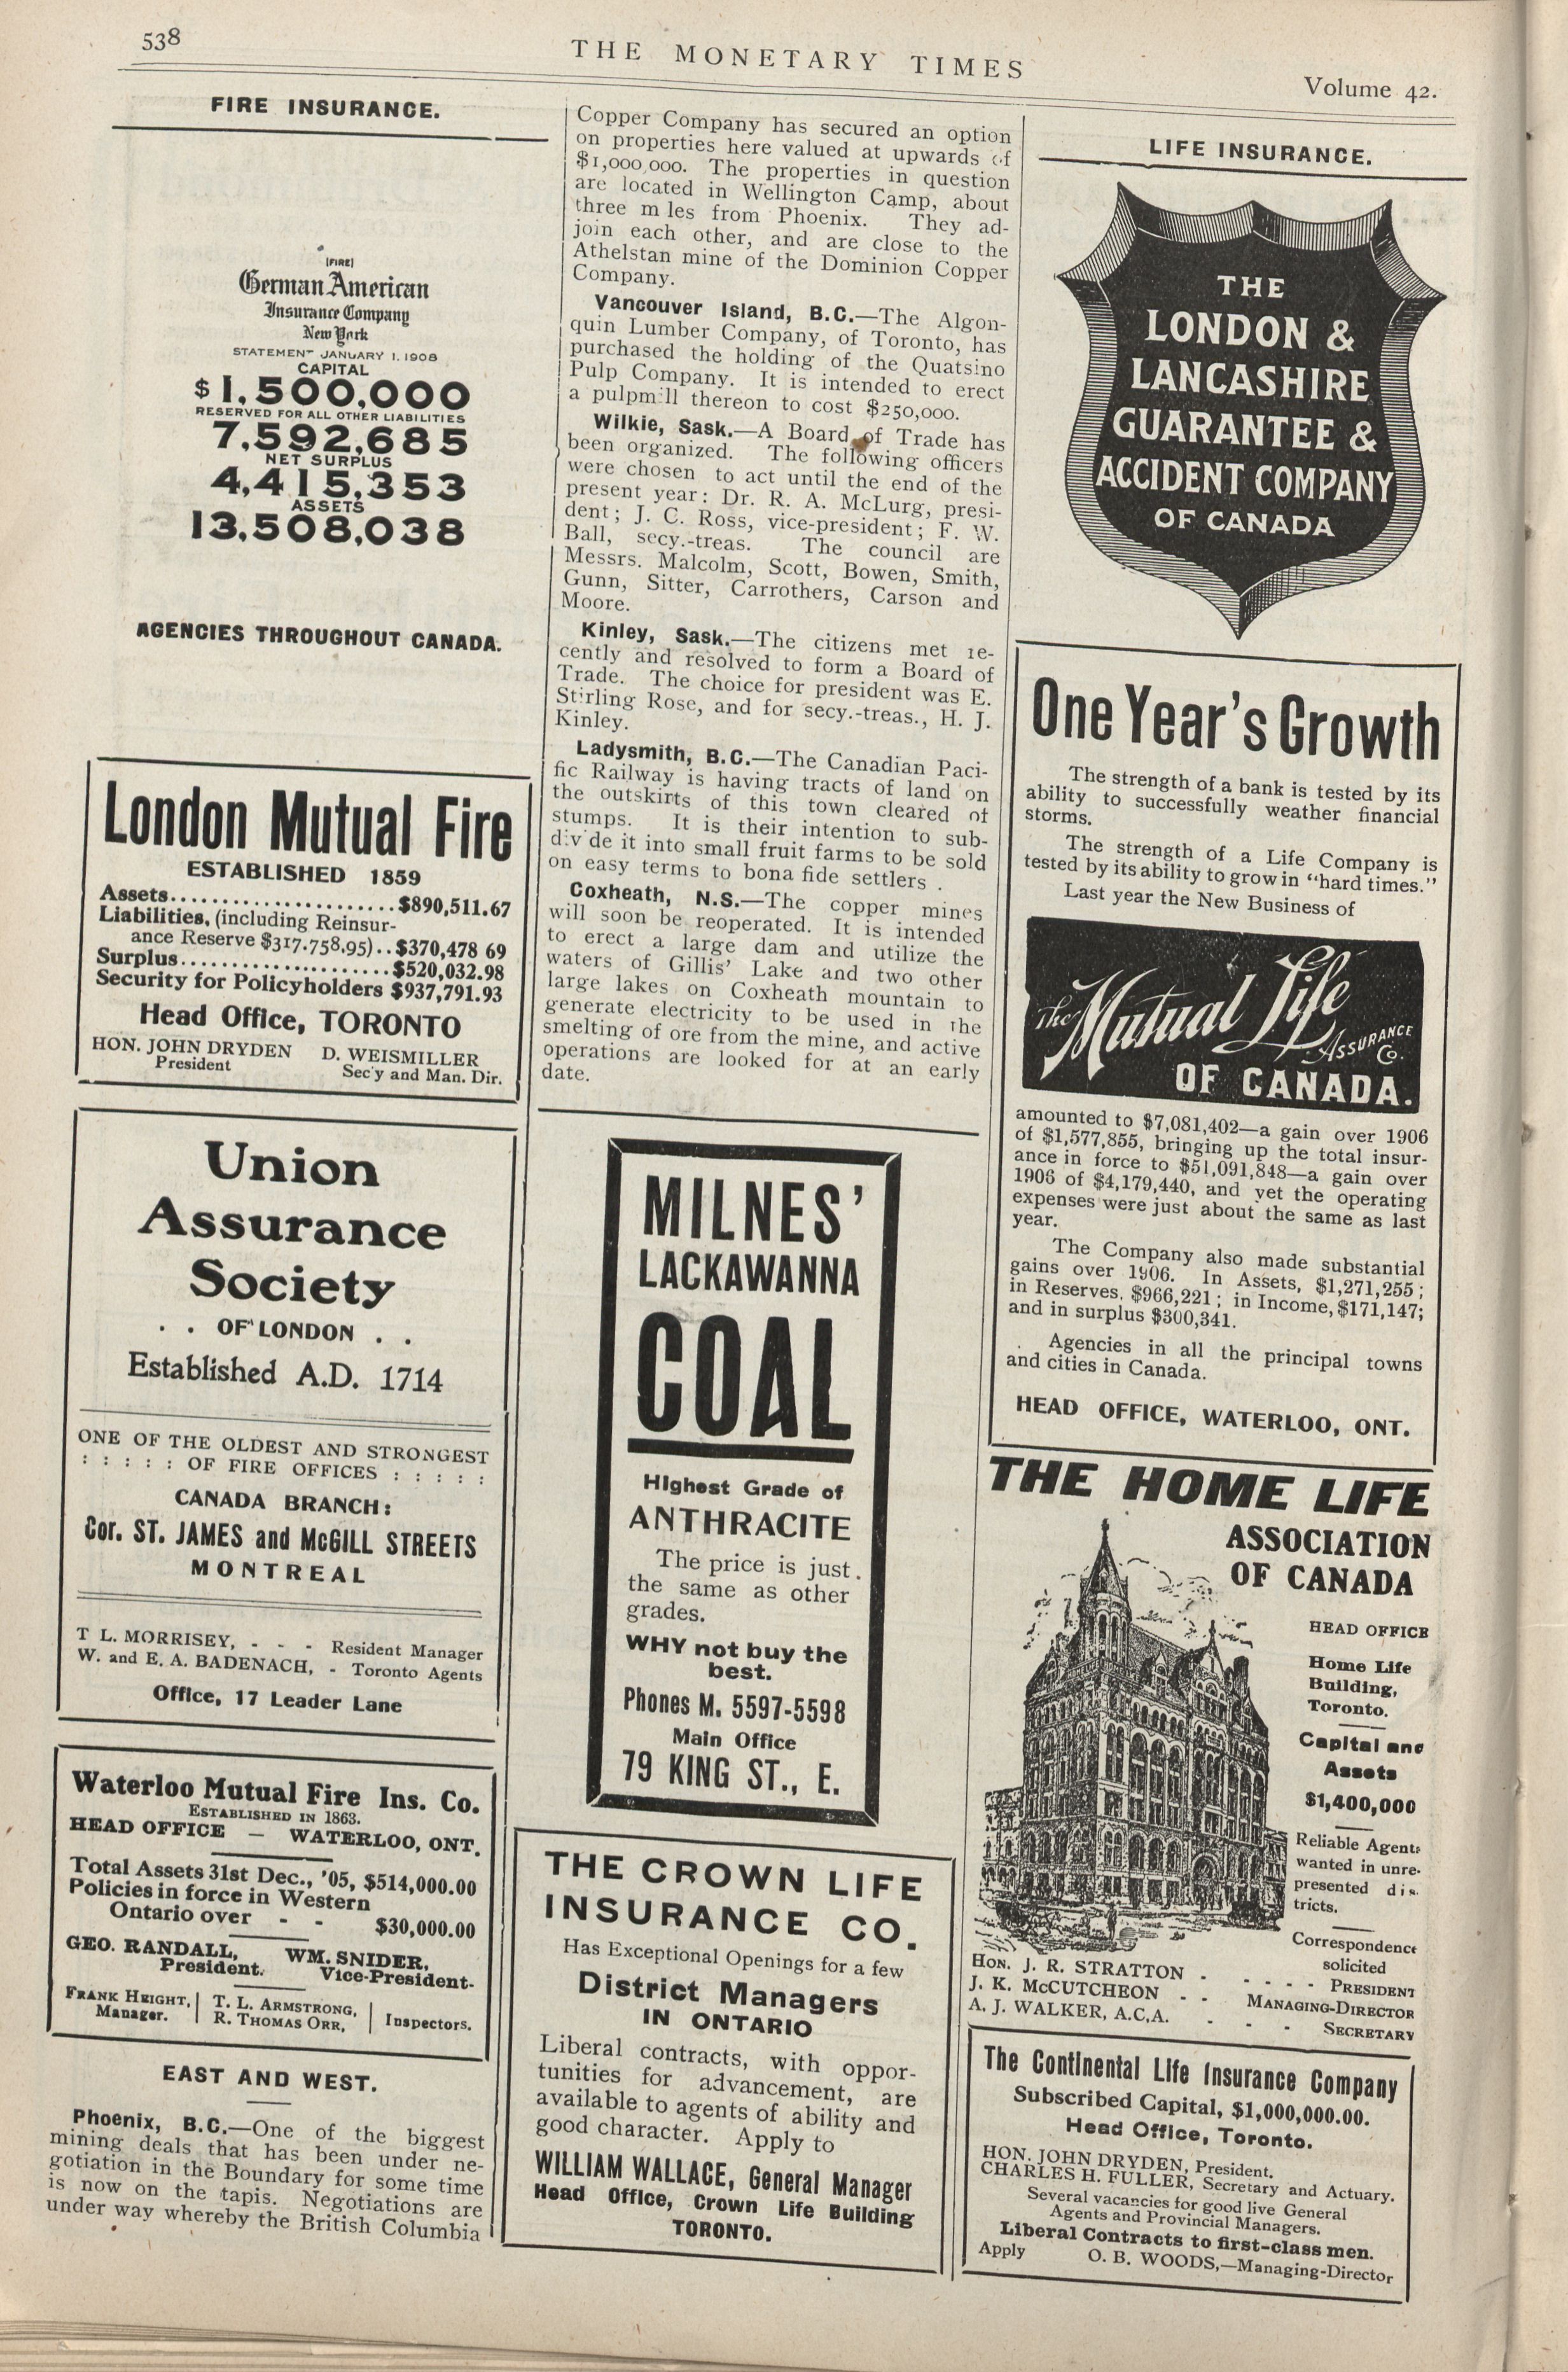 538
THE MONETARY TIMES
Volume 42.
FIRE INSURANCE.
[FIRE]
German American
Insurance Company
New York
STATEMENT JANUARY 1, 1908
CAPITAL
$1,500,000
RESERVED FOR ALL OTHER LIABILITIES
7,592,685
NET SURPLUS
4,415,353
ASSETS
13,508,038
AGENCIES THROUGHOUT CANADA.
London Mutual Fire
ESTABLISHED 1859
Assets......................$890,511.67
Liabilities, (including Reinsur-
ance Reserve $317.758,95)..$370,478 69
Surplus.....................$520,032.98
Security for Policyholders $937,791.93
Head Office, TORONTO
HON. JOHN DRYDEN D. WEISMILLER
President Sec'y and Man. Dir.
Union
Assurance
Society
. . OF LONDON . .
Established A.D. 1714
ONE OF THE OLDEST AND STRONGEST
: : : : : OF FIRE OFFICES : : : : :
CANADA BRANCH:
Cor. ST. JAMES and McGILL STREETS
MONTREAL
T L. MORRISEY, - - - Resident Manager
W. and E. A. BADENACH, - Toronto Agents
Office, 17 Leader Lane
Waterloo Mutual Fire Ins. Co.
ESTABLISHED IN 1863.
HEAD OFFICE — WATERLOO, ONT.
Total Assets 31st Dec., '05, $514,000.00
Policies in force in Western
Ontario over - - $30,000.00
GEO. RANDALL, WM. SNIDER,
President. Vice-President.
FRANK HEIGHT, T. L. ARMSTRONG,
Manager. R. THOMAS ORR, Inspectors.
EAST AND WEST.
Phoenix, B.C.—One of the biggest
mining deals that has been under ne-
gotiation in the Boundary for some time
is now on the tapis. Negotiations are
under way whereby the British Columbia
Copper Company has secured an option
on properties here valued at upwards of
$1,000,000. The properties in question
are located in Wellington Camp, about
three m les from Phoenix. They ad-
join each other, and are close to the
Athelstan mine of the Dominion Copper
Company.
Vancouver Island, B.C.—The Algon-
quin Lumber Company, of Toronto, has
purchased the holding of the Quatsino
Pulp Company. It is intended to erect
a pulpmill thereon to cost $250,000.
Wilkie, Sask.—A Board of Trade has
been organized. The following officers
were chosen to act until the end of the
present year: Dr. R. A. McLurg, presi-
dent; J. C. Ross, vice-president; F. W.
Ball, secy.-treas. The council are
Messrs. Malcolm, Scott, Bowen, Smith,
Gunn, Sitter, Carrothers, Carson and
Moore.
Kinley, Sask.—The citizens met re-
cently and resolved to form a Board of
Trade. The choice for president was E.
Stirling Rose, and for secy.-treas., H. J.
Kinley.
Ladysmith, B.C.—The Canadian Paci-
fic Railway is having tracts of land on
the outskirts of this town cleared of
stumps. It is their intention to sub-
divide it into small fruit farms to be sold
on easy terms to bona fide settlers .
Coxheath, N.S.—The copper mines
will soon be reoperated. It is intended
to erect a large dam and utilize the
waters of Gillis' Lake and two other
large lakes on Coxheath mountain to
generate electricity to be used in the
smelting of ore from the mine, and active
operations are looked for at an early
date.
MILNES'
LACKAWANNA
COAL
Highest Grade of
ANTHRACITE
The price is just
the same as other
grades.
WHY not buy the
best.
Phones M. 5597-5598
Main Office
79 KING ST., E.
THE CROWN LIFE
INSURANCE CO.
Has Exceptional Openings for a few
District Managers
IN ONTARIO
Liberal contracts, with oppor-
tunities for advancement, are
available to agents of ability and
good character. Apply to
WILLIAM WALLACE, General Manager
Head Office, Crown Life Building
TORONTO.
LIFE INSURANCE.
THE
LONDON &
LANCASHIRE
GUARANTEE &
ACCIDENT COMPANY
OF CANADA
One Year's Growth
The strength of a bank is tested by its
ability to successfully weather financial
storms.
The strength of a Life Company is
tested by its ability to grow in "hard times."
Last year the New Business of
The Mutual Life
ASSURANCE
Co.
OF CANADA.
amounted to $7,081,402—a gain over 1906
of $1,577,855, bringing up the total insur-
ance in force to $51,091,848—a gain over
1906 of $4,179,440, and yet the operating
expenses were just about the same as last
year.
The Company also made substantial
gains over 1906. In Assets, $1,271,255;
in Reserves, $966,221; in Income, $171,147;
and in surplus $300,341.
Agencies in all the principal towns
and cities in Canada.
HEAD OFFICE, WATERLOO, ONT.
THE HOME LIFE
ASSOCIATION
OF CANADA
HEAD OFFICE
Home Life
Building,
Toronto.
Capital and
Assets
$1,400,000
Reliable Agents
wanted in unre-
presented dis-
tricts.
Correspondence
solicited
HON. J. R. STRATTON - - - - - PRESIDENT
J. K. McCUTCHEON - - MANAGING-DIRECTOR
A. J. WALKER, A.C.A. - - - SECRETARY
The Continental Life Insurance Company
Subscribed Capital, $1,000,000.00.
Head Office, Toronto.
HON. JOHN DRYDEN, President.
CHARLES H. FULLER, Secretary and Actuary.
Several vacancies for good live General
Agents and Provincial Managers.
Liberal Contracts to first-class men.
Apply O. B. WOODS,—Managing-Director